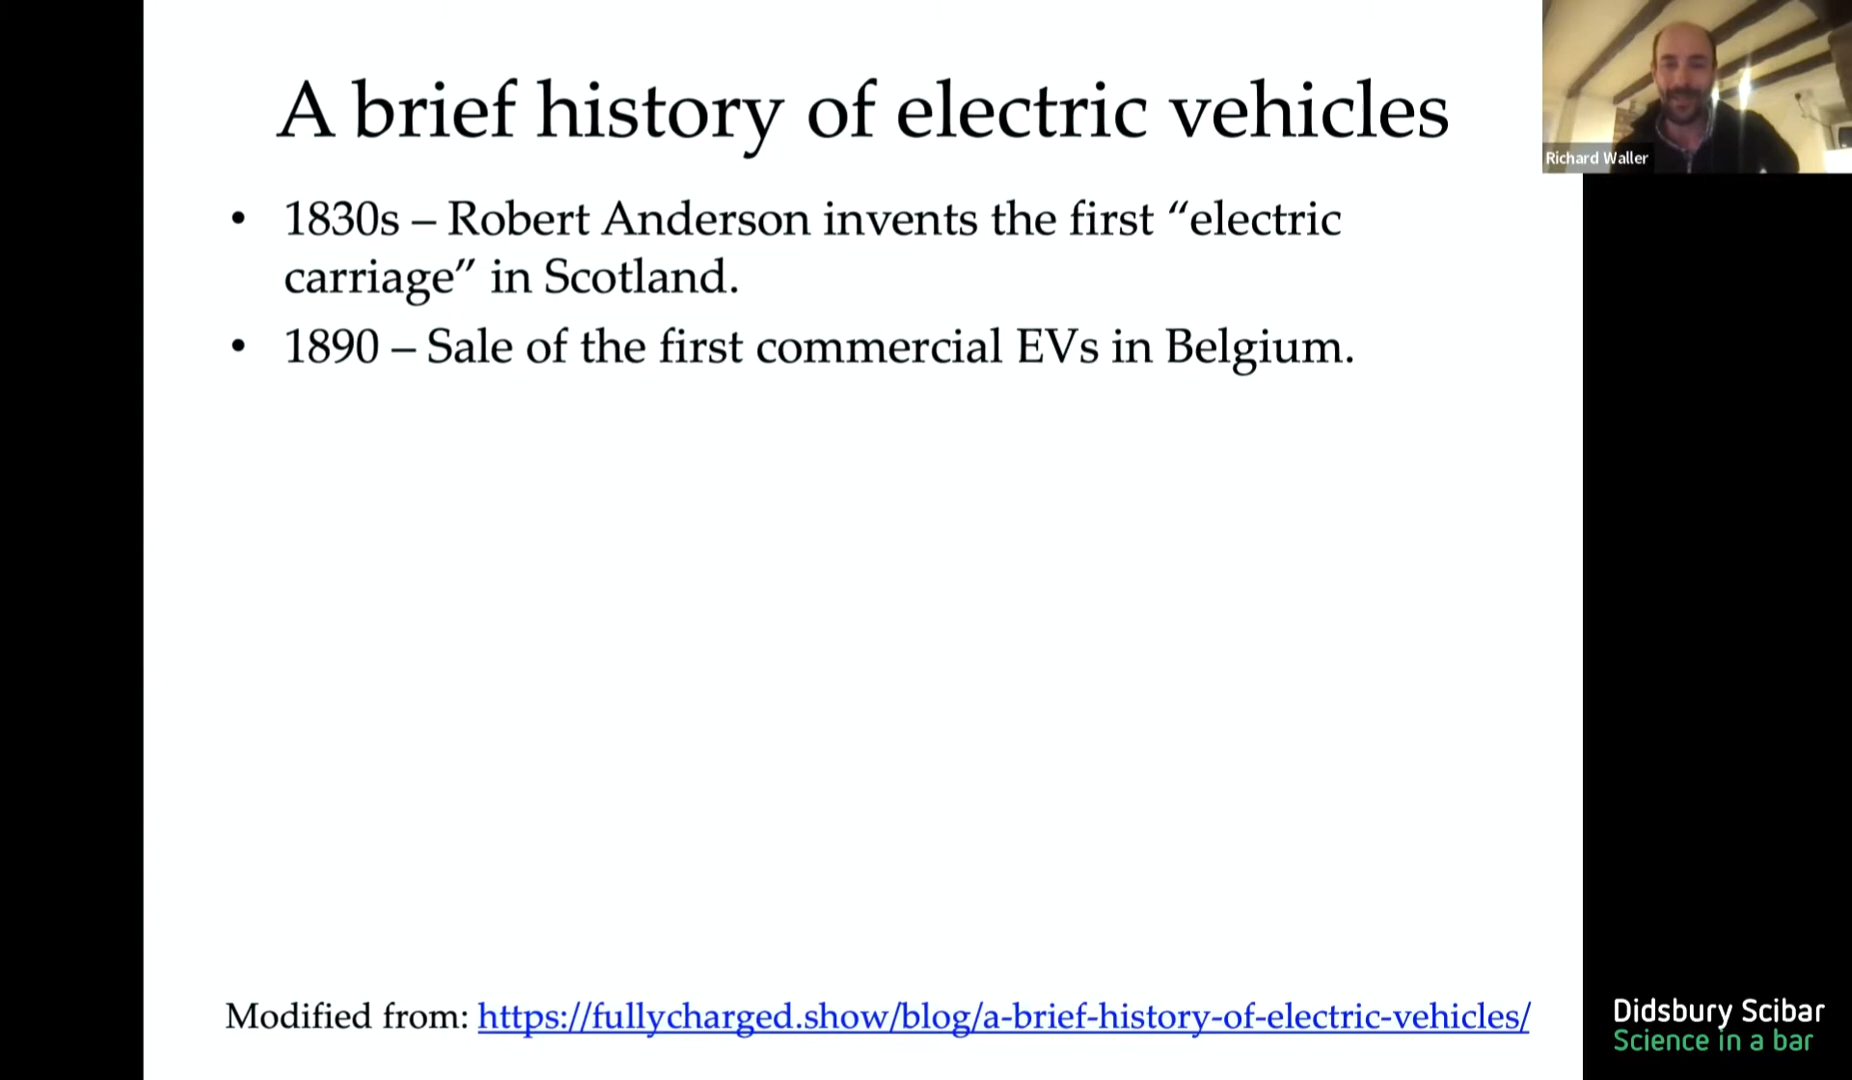 A brief history of electric vehicles
Richard Waller
• 1830s – Robert Anderson invents the first “electric
carriage” in Scotland.
• 1890 – Sale of the first commercial EVs in Belgium.
Modified from: https://fullycharged.show/blog/a-brief-history-of-electric-vehicles/
Didsbury Scibar
Science in a bar